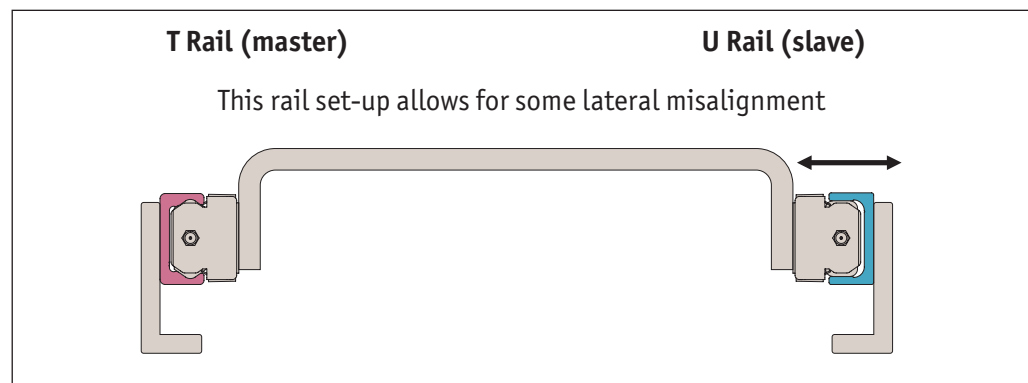 T Rail (master) U Rail (slave)
This rail set-up allows for some lateral misalignment